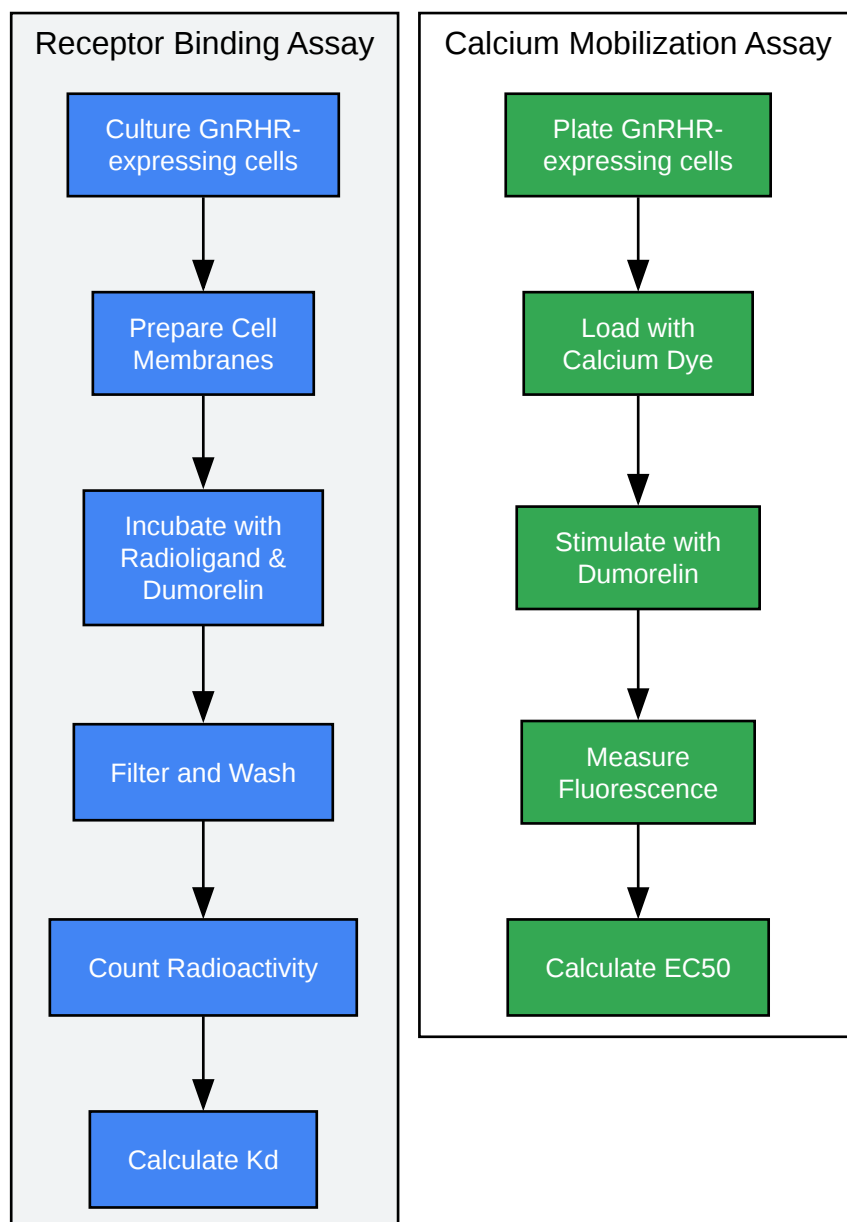 Receptor Binding Assay
Culture GnRHR-
expressing cells
Prepare Cell
Membranes
Incubate with
Radioligand &
Dumorelin
Filter and Wash
Count Radioactivity
Calculate Kd
Calcium Mobilization Assay
Plate GnRHR-
expressing cells
Load with
Calcium Dye
Stimulate with
Dumorelin
Measure
Fluorescence
Calculate EC50